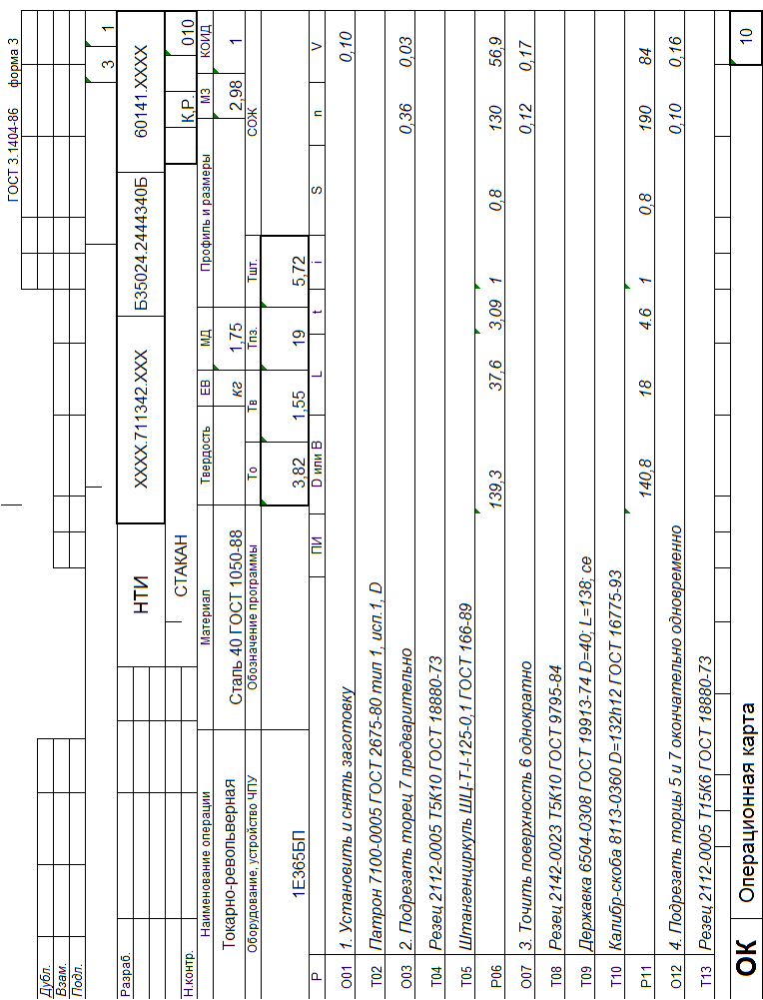 ГОСТ 3.1404-86 форма 3
Дубл.
Взам.
Подл.
3 1
Разраб. НТИ ХХХХ.711342.ХХХ Б35024.2444340Б 60141.ХХХХ
Н.контр. СТАКАН К.Р. 010
Наименование операции Материал Твердость ЕВ МД Профиль и размеры МЗ КОИД
Токарно-револьверная Сталь 40 ГОСТ 1050-88 кг 1,75 2,98 1
Оборудование, устройство ЧПУ Обозначение программы То Тв Тпз. Тшт. СОЖ
1Е365БП 3,82 1,55 19 5,72
Р ПИ D или B L t i S n V
О01 1. Установить и снять заготовку 0,10
Т02 Патрон 7100-0005 ГОСТ 2675-80 тип 1, исп.1, D
О03 2. Подрезать торец 7 предварительно 0,36 0,03
Т04 Резец 2112-0005 Т5К10 ГОСТ 18880-73
Т05 Штангенциркуль ШЦ-Т-I-125-0,1 ГОСТ 166-89
Р06 139,3 37,6 3,09 1 0,8 130 56,9
О07 3. Точить поверхность 6 однократно 0,12 0,17
Т08 Резец 2142-0023 Т5К10 ГОСТ 9795-84
Т09 Державка 6504-0308 ГОСТ 19913-74 D=40; L=138; се
Т10 Калибр-скоба 8113-0360 D=132h12 ГОСТ 16775-93
Р11 140,8 18 4.6 1 0,8 190 84
О12 4. Подрезать торцы 5 и 7 окончательно одновременно 0,10 0,16
Т13 Резец 2112-0005 Т15К6 ГОСТ 18880-73
ОК Операционная карта 10